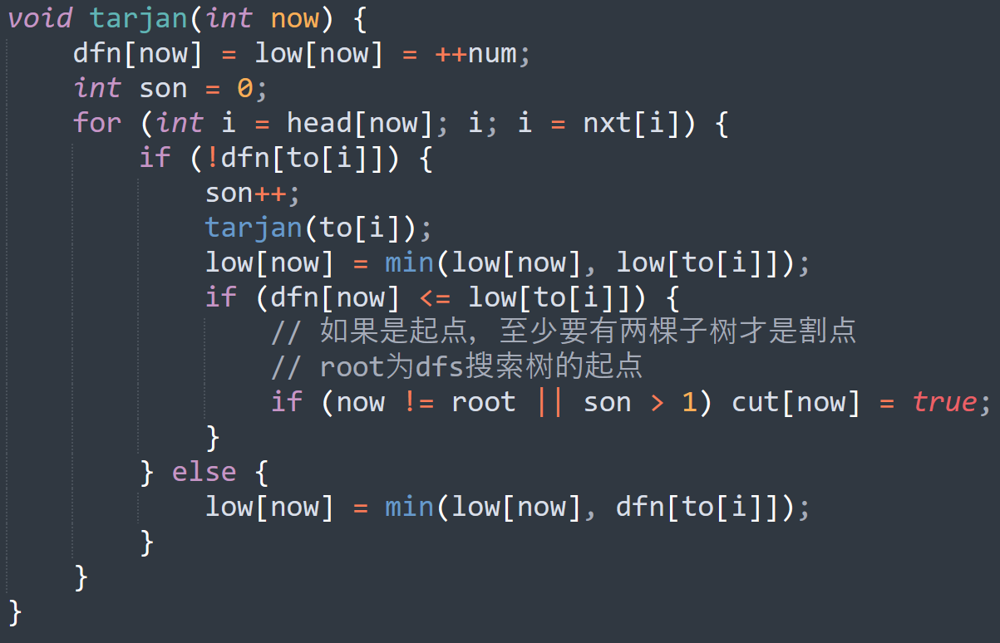 void tarjan(int now) {
    dfn[now] = low[now] = ++num;
    int son = 0;
    for (int i = head[now]; i; i = nxt[i]) {
        if (!dfn[to[i]]) {
            son++;
            tarjan(to[i]);
            low[now] = min(low[now], low[to[i]]);
            if (dfn[now] <= low[to[i]]) {
                // 如果是起点, 至少要有两棵子树才是割点
                // root为dfs搜索树的起点
                if (now != root || son > 1) cut[now] = true;
            }
        } else {
            low[now] = min(low[now], dfn[to[i]]);
        }
    }
}